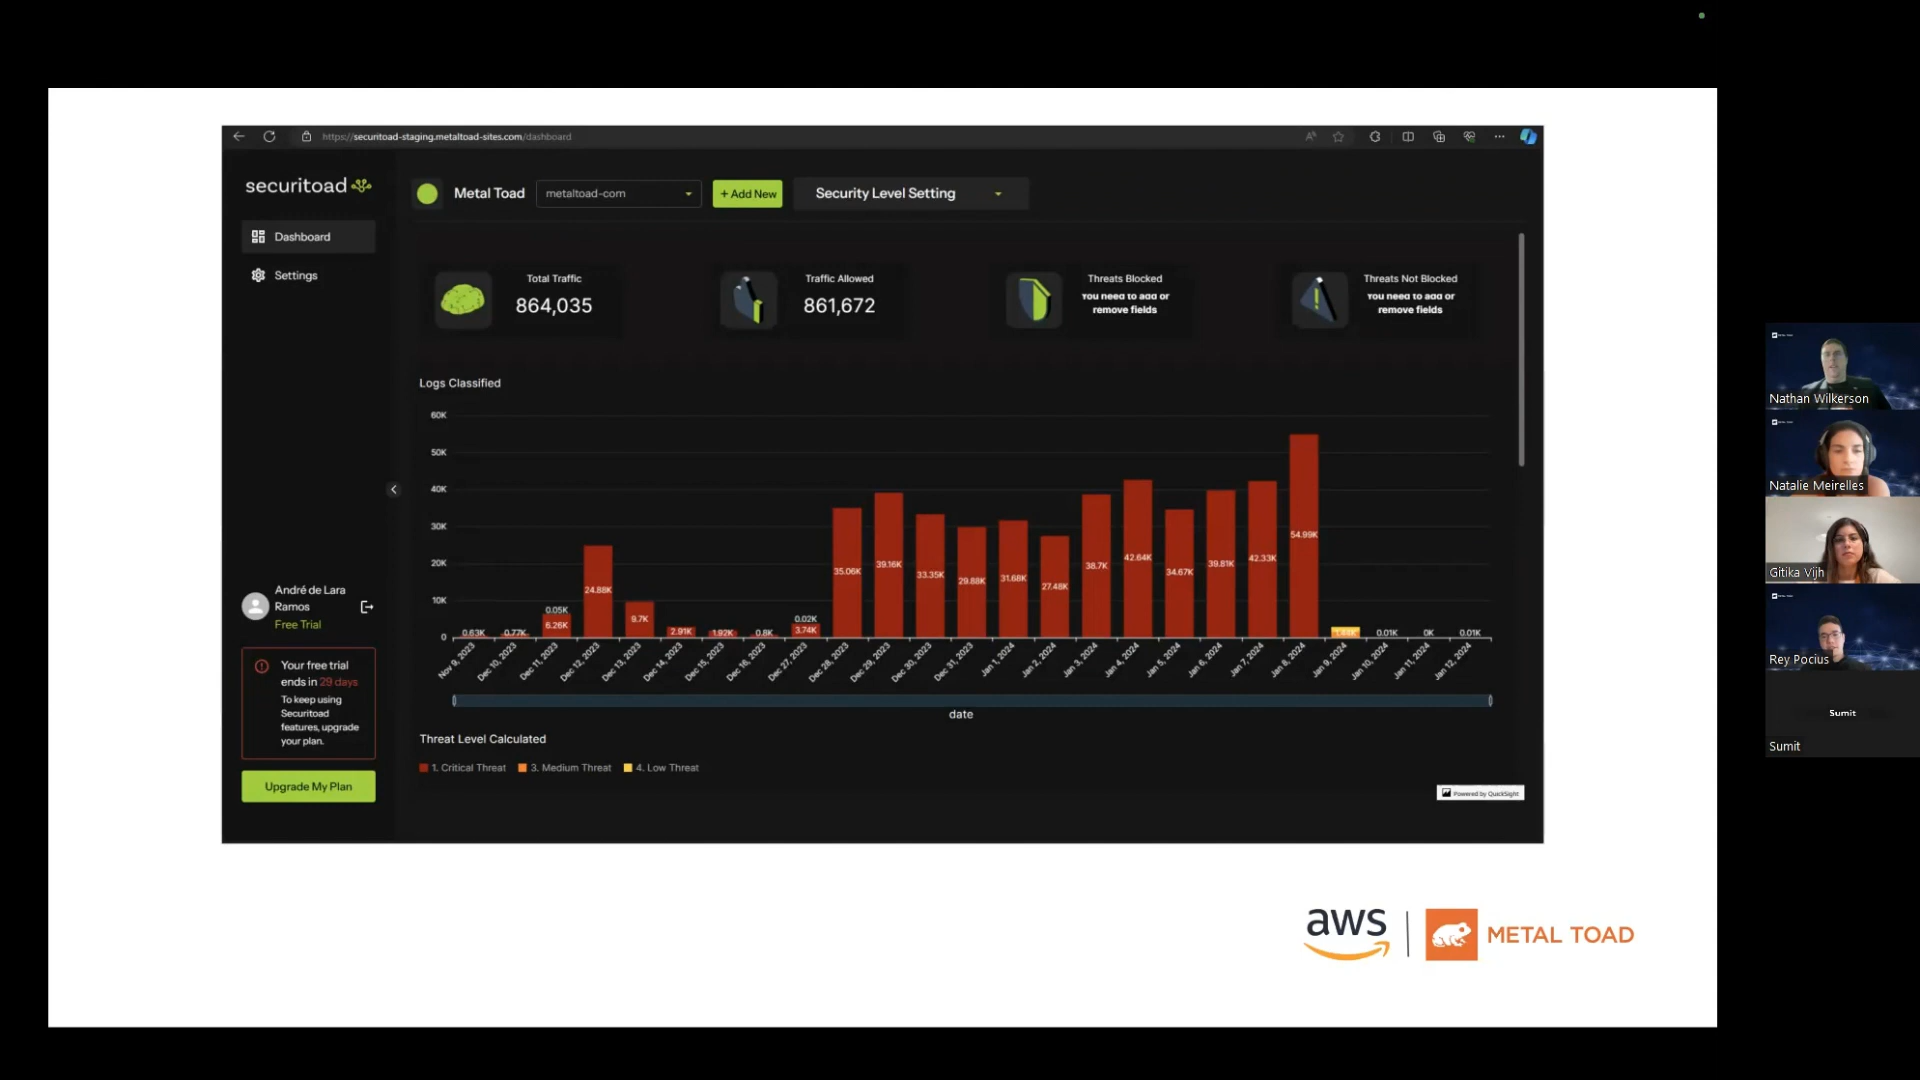 https://securitoad-staging.metaltoad-sites.com/dashboard
securitoad
Metal Toad
metaltoad-com
+ Add New
Security Level Setting
Dashboard
Settings
Total Traffic
864,035
Traffic Allowed
861,672
Threats Blocked
You need to add or
remove fields
Threats Not Blocked
You need to add or
remove fields
Logs Classified
60K
50K
40K
30K
20K
10K
0
0.63K
0.77K
0.05K
6.26K
24.88K
9.7K
2.91K
1.92K
0.8K
0.02K
3.74K
35.06K
39.16K
33.35K
29.88K
31.68K
27.48K
38.7K
42.64K
34.67K
39.81K
42.33K
54.99K
0.01K
0K
0.01K
Nov 9, 2023
Dec 10, 2023
Dec 11, 2023
Dec 12, 2023
Dec 13, 2023
Dec 14, 2023
Dec 15, 2023
Dec 16, 2023
Dec 27, 2023
Dec 28, 2023
Dec 29, 2023
Dec 30, 2023
Dec 31, 2023
Jan 1, 2024
Jan 2, 2024
Jan 3, 2024
Jan 4, 2024
Jan 5, 2024
Jan 6, 2024
Jan 7, 2024
Jan 8, 2024
Jan 9, 2024
Jan 10, 2024
Jan 11, 2024
Jan 12, 2024
date
Threat Level Calculated
1. Critical Threat
3. Medium Threat
4. Low Threat
Powered by QuickSight
André de Lara
Ramos
Free Trial
Your free trial
ends in 29 days
To keep using
Securitoad
features, upgrade
your plan.
Upgrade My Plan
aws
METAL TOAD
Nathan Wilkerson
Natalie Meirelles
Gitika Vijh
Rey Pocius
Sumit
Sumit